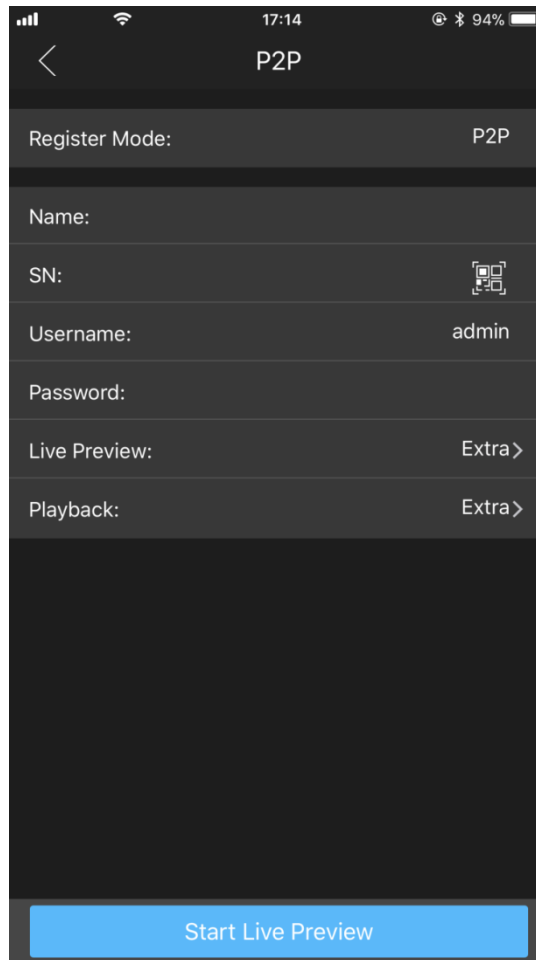 17:14 94%
P2P
Register Mode: P2P
Name:
SN:
Username: admin
Password:
Live Preview: Extra
Playback: Extra
Start Live Preview